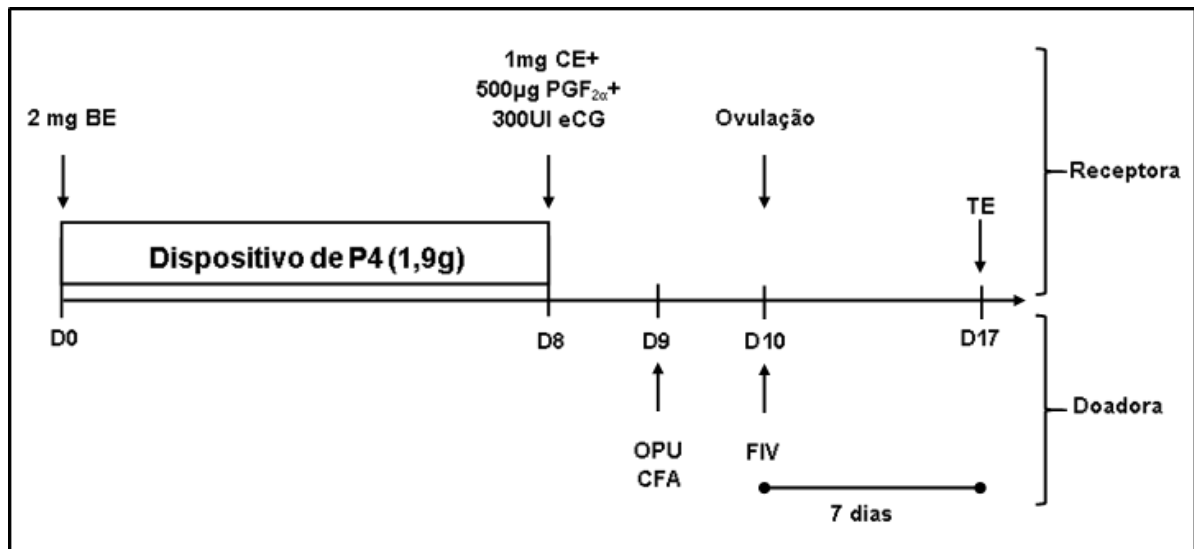 1mg CE+
500µg PGF2α+
300UI eCG
2 mg BE
Ovulação
Receptora
TE
Dispositivo de P4 (1,9g)
D0
D8
D9
D10
D17
Doadora
OPU
CFA
FIV
7 dias